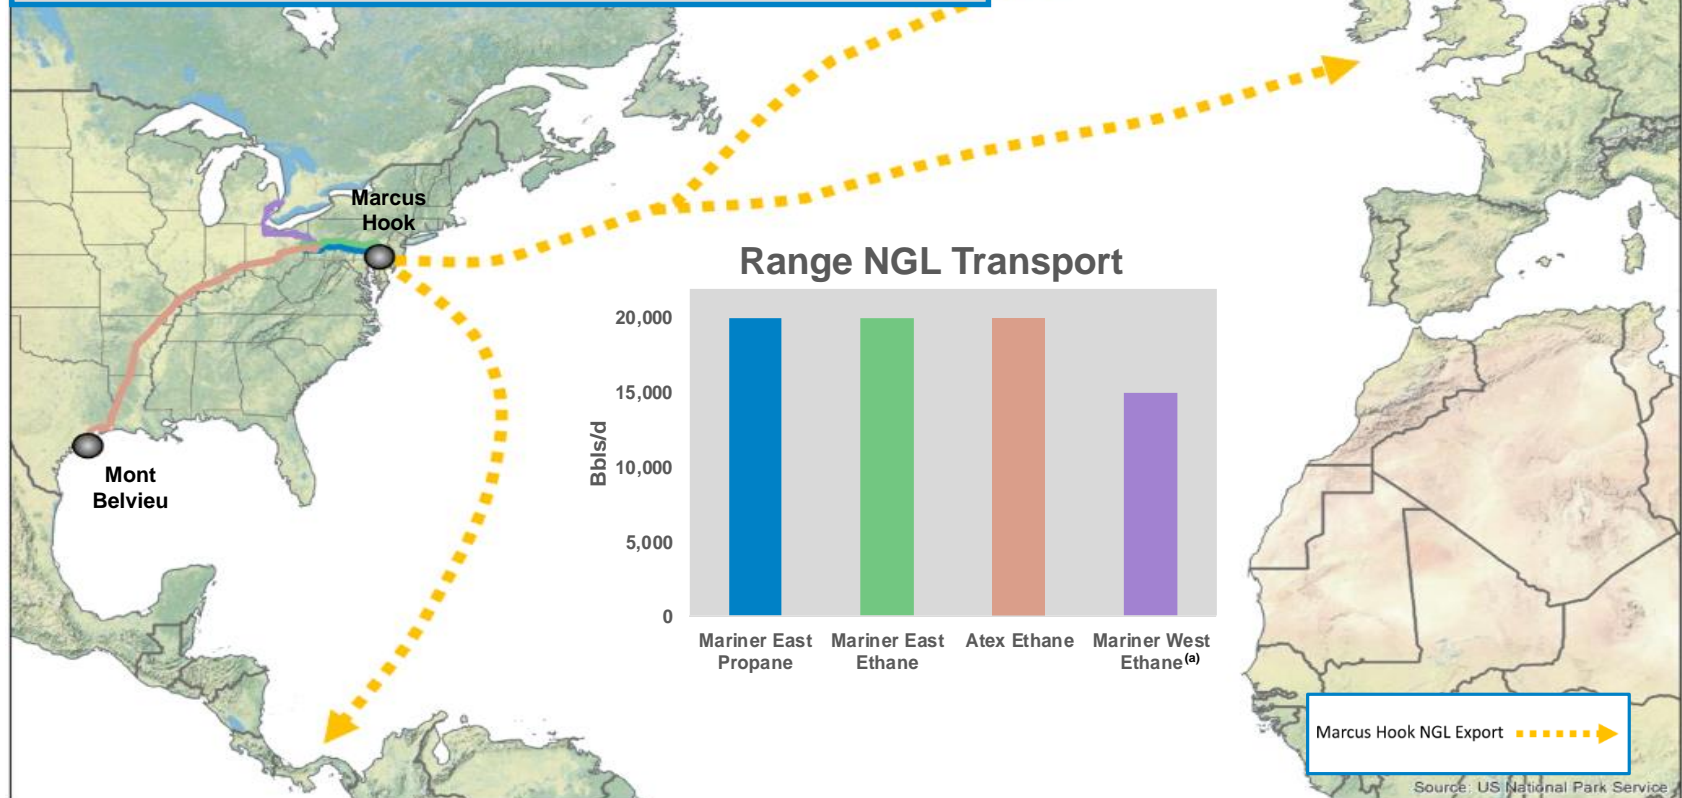 Marcus
Hook
Mont
Belvieu
Range NGL Transport
Bbls/d
20,000
15,000
10,000
5,000
0
Mariner East
Propane
Mariner East
Ethane
Atex Ethane
Mariner West
Ethane(a)
Marcus Hook NGL Export
Source: US National Park Service